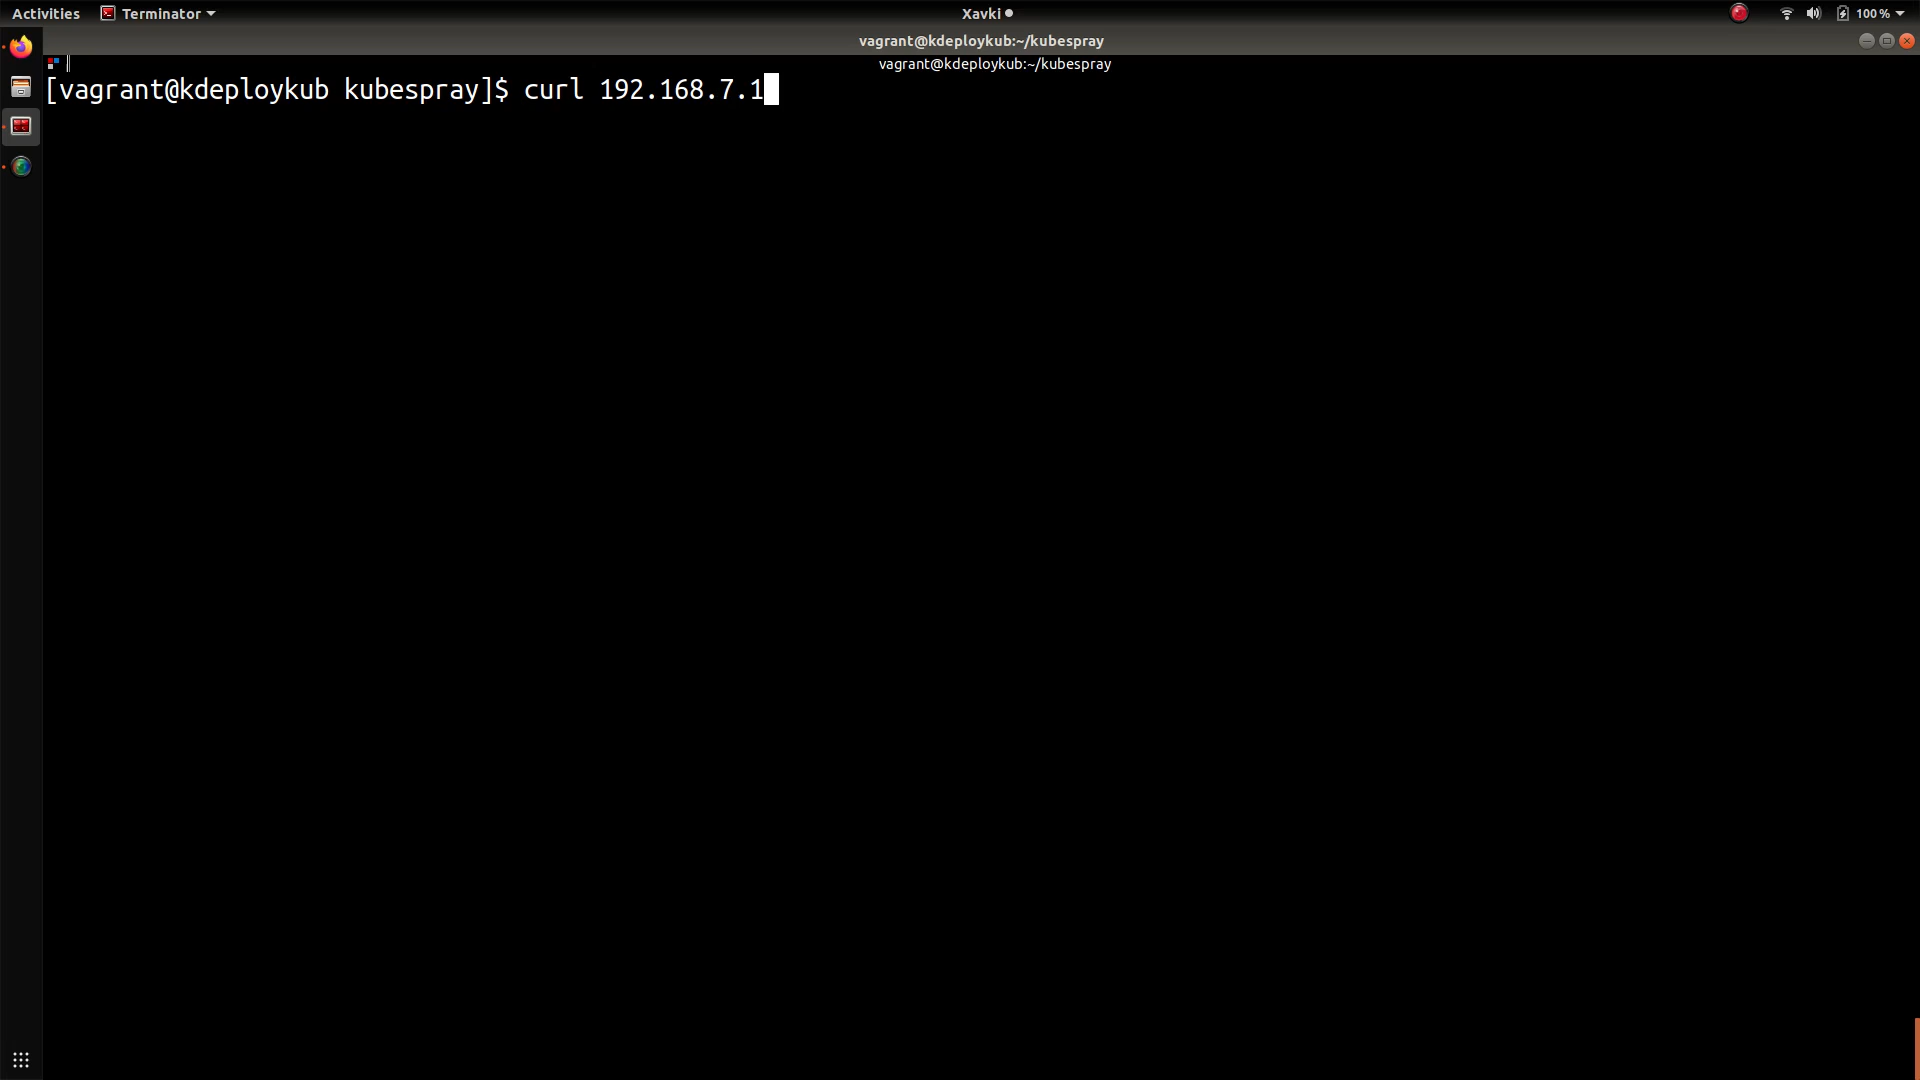 Activities Terminator Xavki 100 %
vagrant@kdeploykub:~/kubespray
vagrant@kdeploykub:~/kubespray
[vagrant@kdeploykub kubespray]$ curl 192.168.7.1